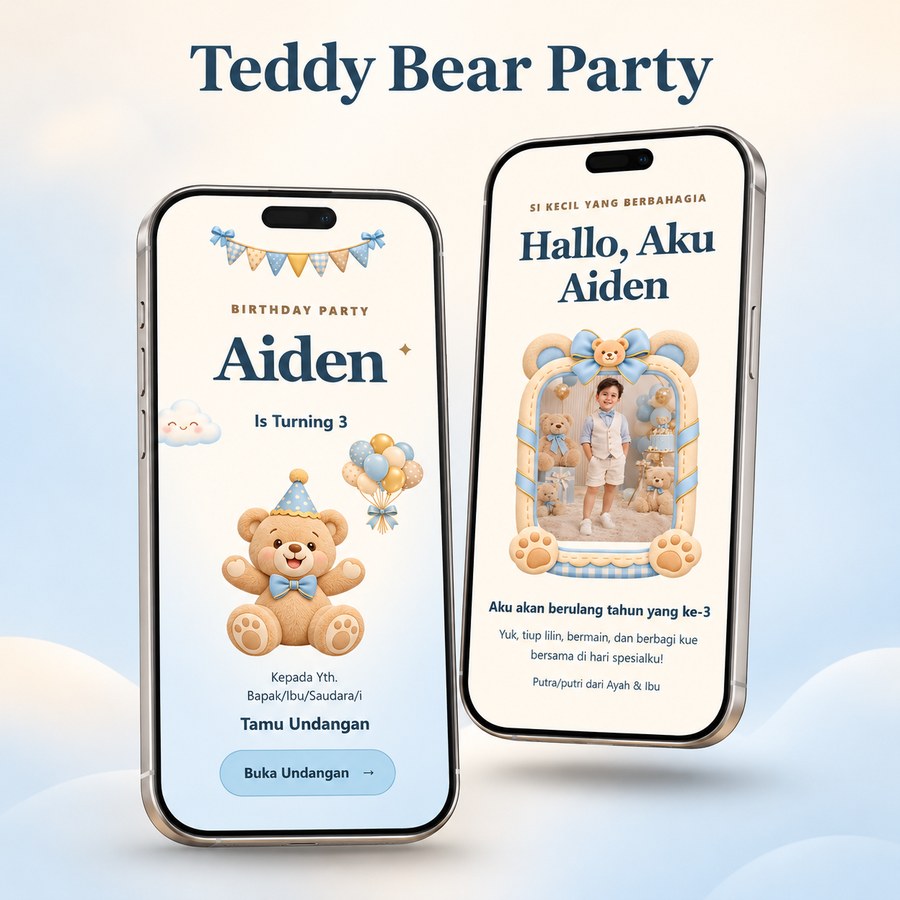 Teddy Bear Party
BIRTHDAY PARTY
Aiden
Is Turning 3
Kepada Yth.
Bapak/Ibu/Saudara/i
Tamu Undangan
Buka Undangan →
SI KECIL YANG BERBAHAGIA
Hallo, Aku
Aiden
Aku akan berulang tahun yang ke-3
Yuk, tiup lilin, bermain, dan berbagi kue
bersama di hari spesialku!
Putra/putri dari Ayah & Ibu